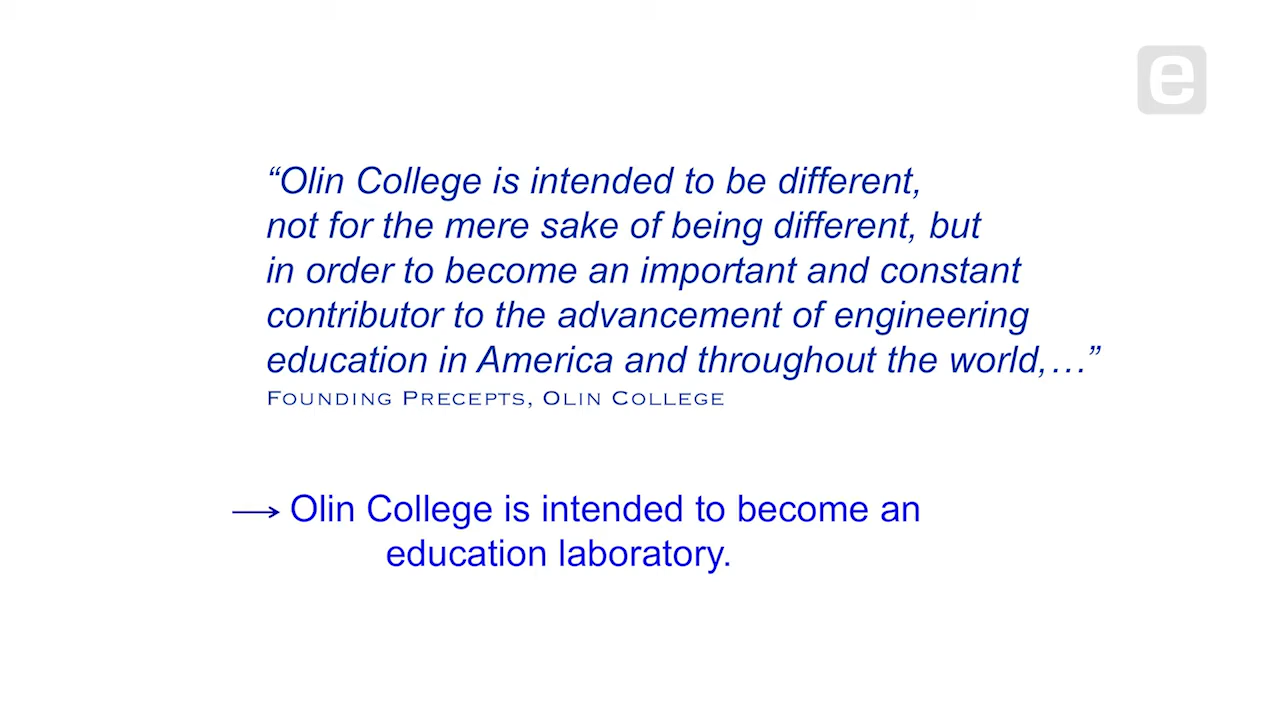 e
“Olin College is intended to be different,
not for the mere sake of being different, but
in order to become an important and constant
contributor to the advancement of engineering
education in America and throughout the world,…”
Founding Precepts, Olin College
→ Olin College is intended to become an
education laboratory.